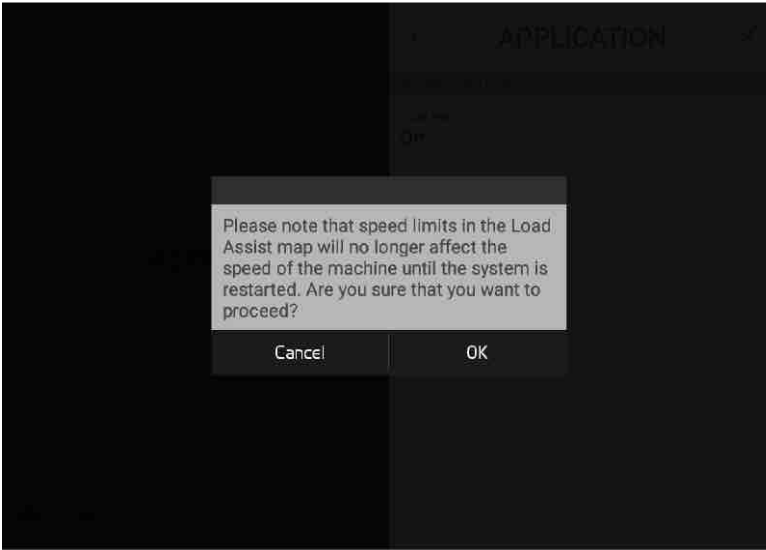 APPLICATION
Please note that speed limits in the Load
Assist map will no longer affect the
speed of the machine until the system is
restarted. Are you sure that you want to
proceed?
Cancel
OK